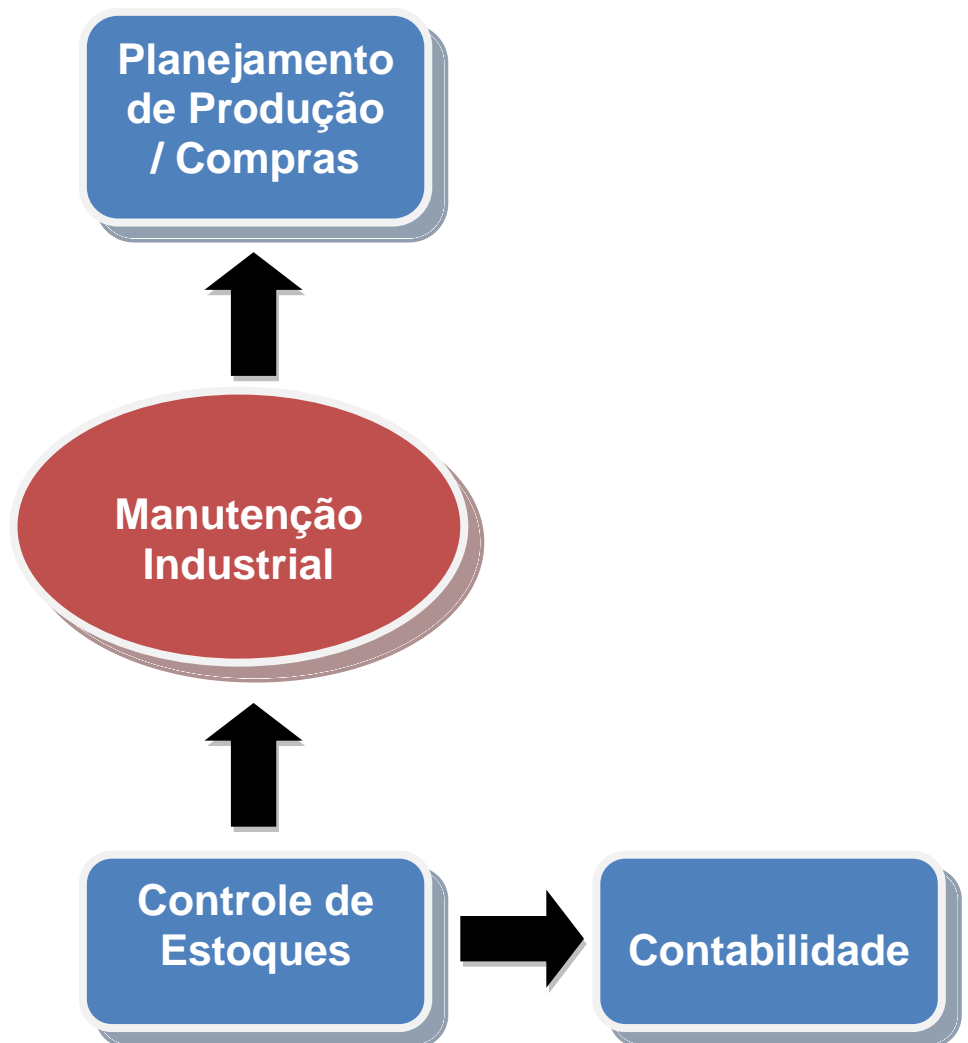 Planejamento
de Produção
/ Compras
Manutenção
Industrial
Controle de
Estoques
Contabilidade